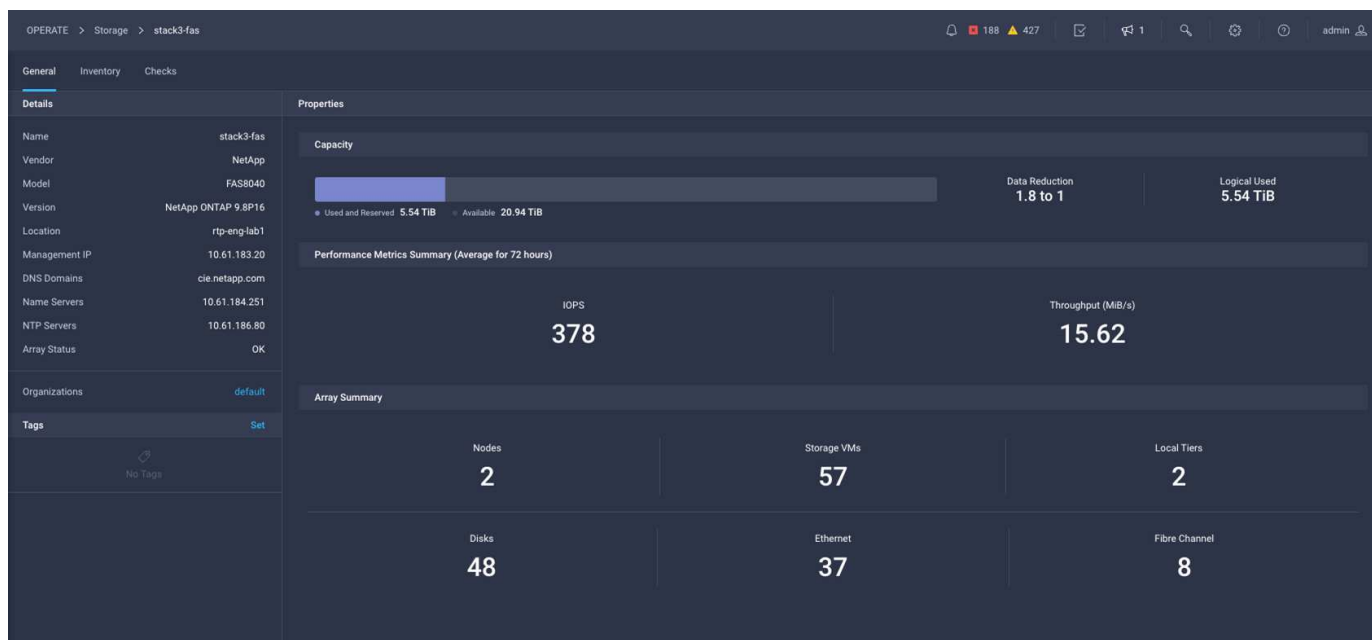 OPERATE > Storage > stack3-fas 188 427 1 admin
General Inventory Checks
Details
Name stack3-fas
Vendor NetApp
Model FAS8040
Version NetApp ONTAP 9.8P16
Location rtp-eng-lab1
Management IP 10.61.183.20
DNS Domains cie.netapp.com
Name Servers 10.61.184.251
NTP Servers 10.61.186.80
Array Status OK
Organizations default
Tags Set
No Tags
Properties
Capacity
Used and Reserved 5.54 TiB Available 20.94 TiB
Data Reduction
1.8 to 1
Logical Used
5.54 TiB
Performance Metrics Summary (Average for 72 hours)
IOPS
378
Throughput (MiB/s)
15.62
Array Summary
Nodes
2
Storage VMs
57
Local Tiers
2
Disks
48
Ethernet
37
Fibre Channel
8